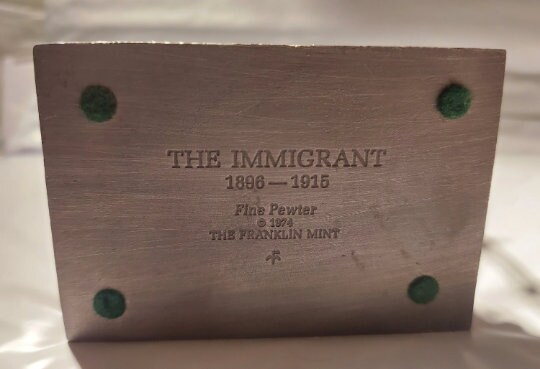 THE IMMIGRANT
1896—1915
Fine Pewter
© 1974
THE FRANKLIN MINT